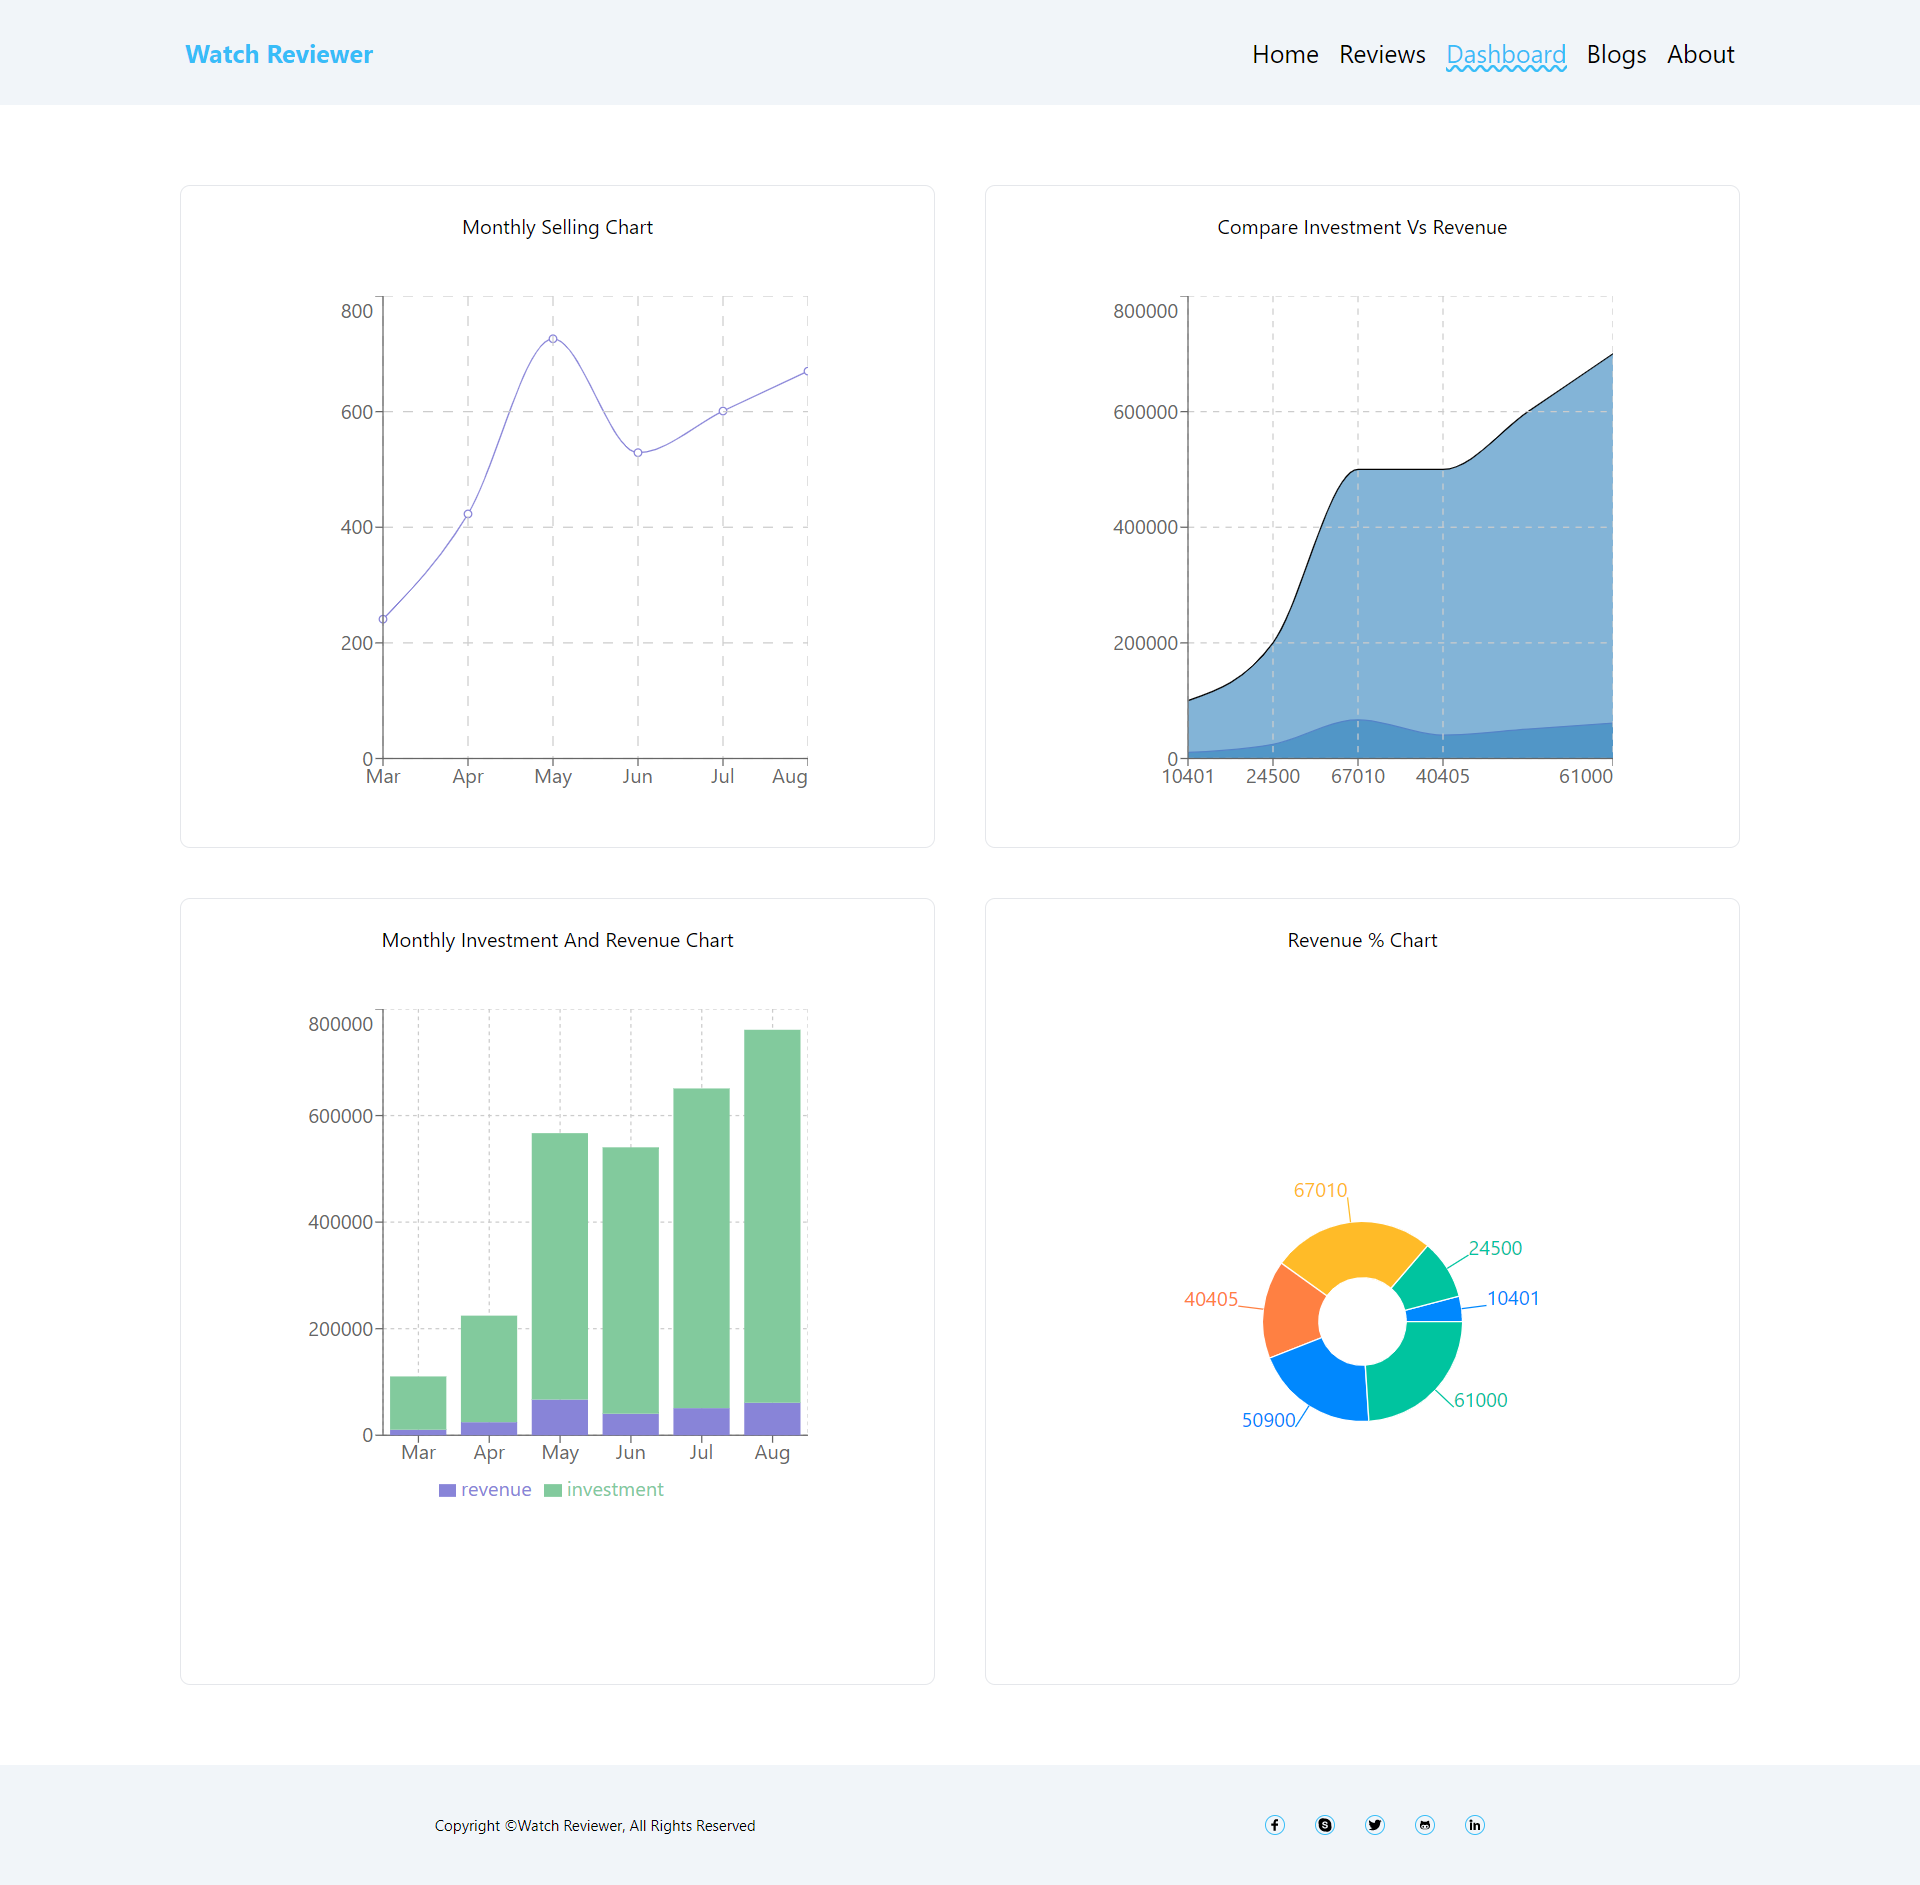 Watch Reviewer
Home Reviews Dashboard Blogs About
Monthly Selling Chart
800
600
400
200
0
Mar Apr May Jun Jul Aug
Compare Investment Vs Revenue
800000
600000
400000
200000
0
10401 24500 67010 40405 61000
Monthly Investment And Revenue Chart
800000
600000
400000
200000
0
Mar Apr May Jun Jul Aug
revenue investment
Revenue % Chart
67010
24500
10401
40405
61000
50900
Copyright ©Watch Reviewer, All Rights Reserved